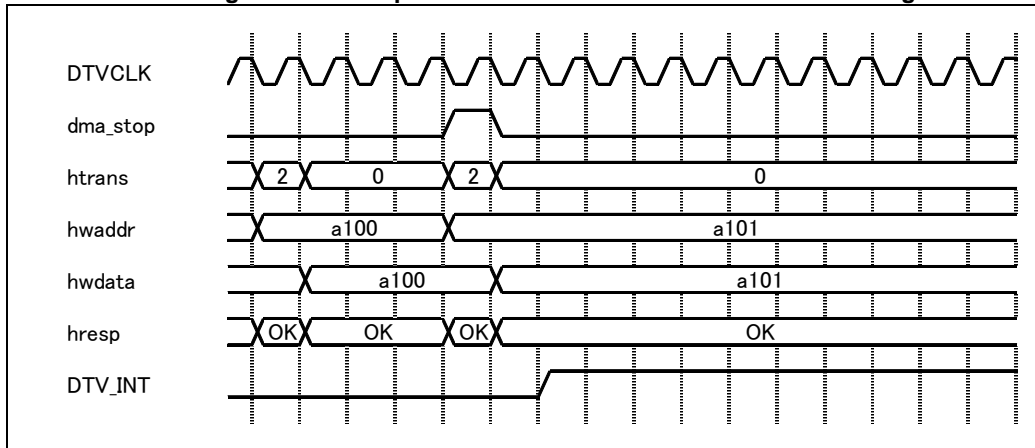 DTVCLK
dma_stop
htrans 2 0 2 0
hwaddr a100 a101
hwdata a100 a101
hresp OK OK OK OK
DTV_INT